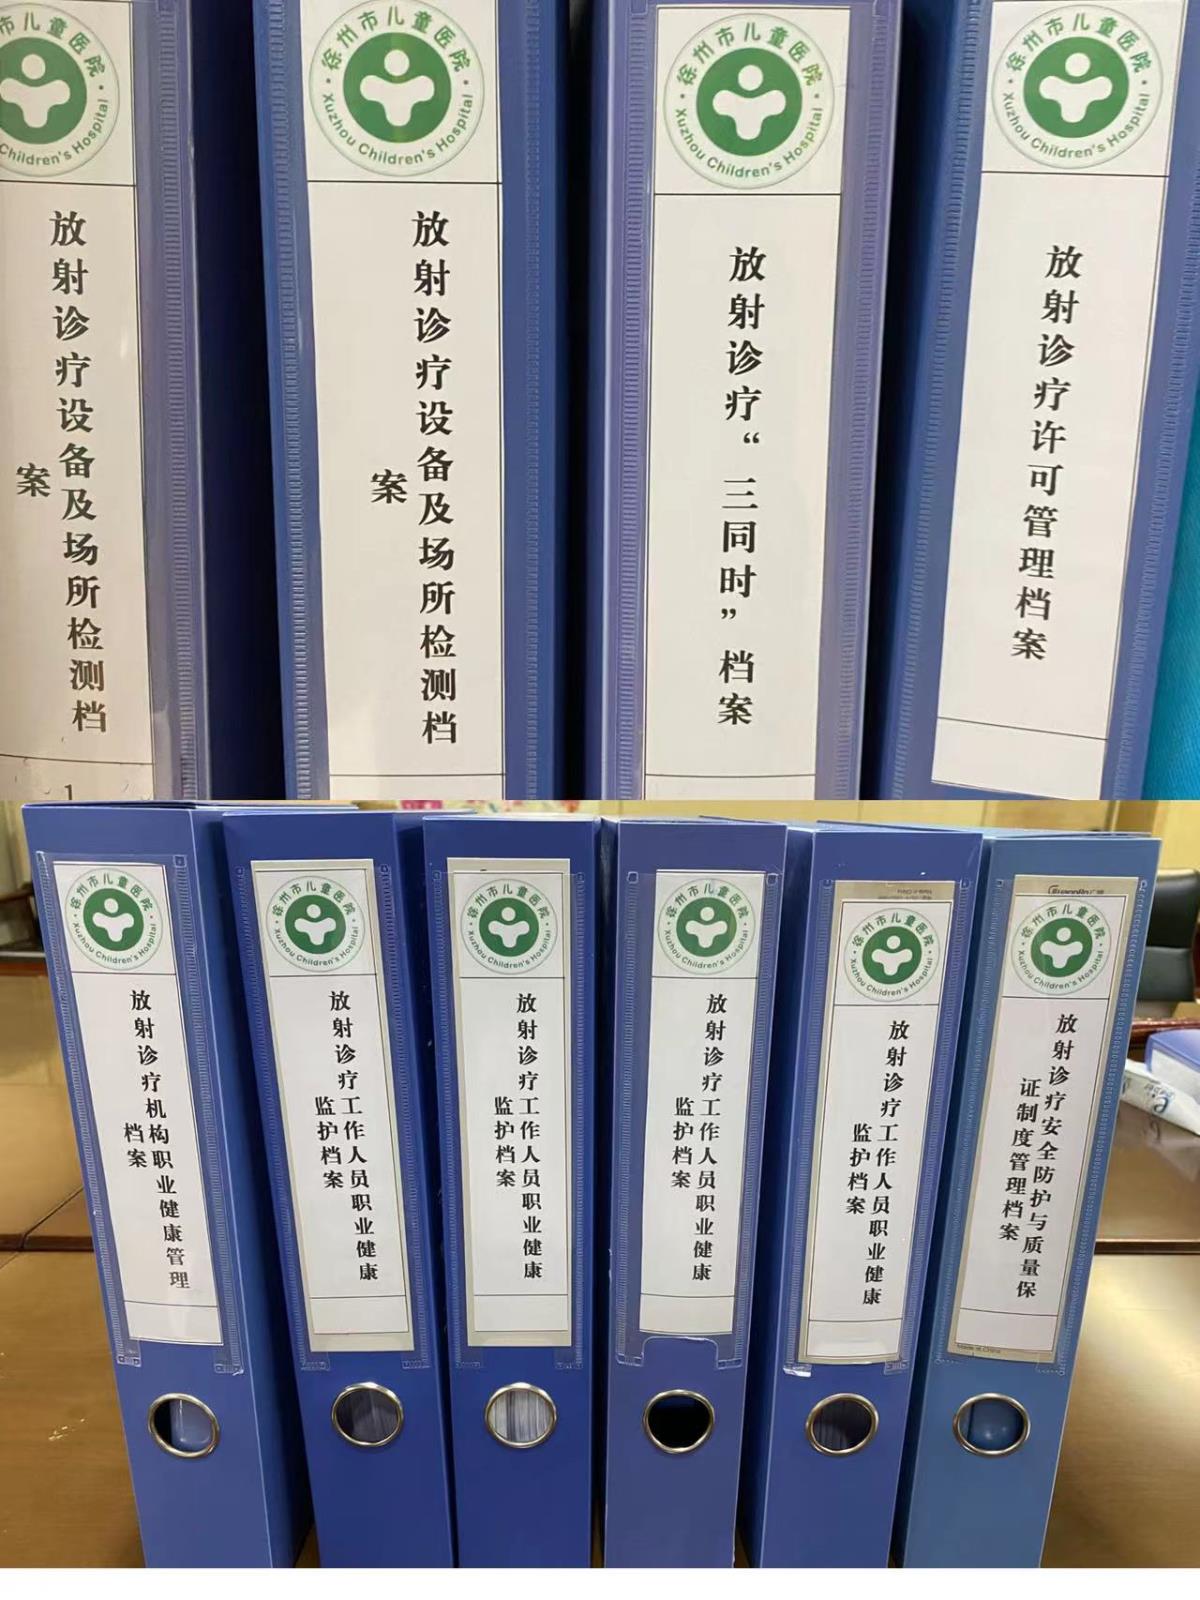 徐州市儿童医院
Children's Hospital
放射诊疗设备及场所检测档
案
1
徐州市儿童医院
Xuzhou Children's Hospital
放射诊疗设备及场所检测档
案
徐州市儿童医院
Xuzhou Children's Hospital
放射诊疗“三同时”档案
徐州市儿童医院
Xuzhou Children's Hospital
放射诊疗许可管理档案
徐州市儿童医院
Xuzhou Children's Hospital
放射诊疗机构职业健康管理
档案
徐州市儿童医院
Xuzhou Children's Hospital
放射诊疗工作人员职业健康
监护档案
徐州市儿童医院
Xuzhou Children's Hospital
放射诊疗工作人员职业健康
监护档案
徐州市儿童医院
Xuzhou Children's Hospital
放射诊疗工作人员职业健康
监护档案
徐州市儿童医院
Xuzhou Children's Hospital
放射诊疗工作人员职业健康
监护档案
徐州市儿童医院
Xuzhou Children's Hospital
放射诊疗安全防护与质量保
证制度管理档案
Made in China